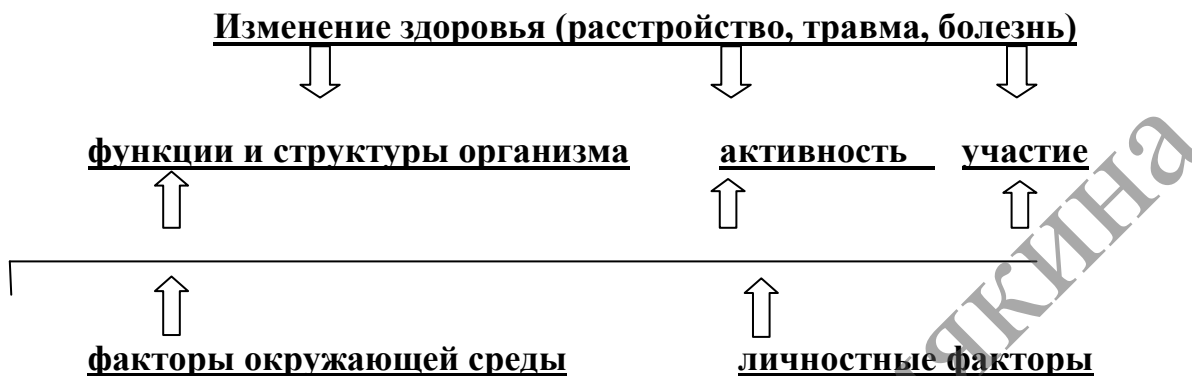 Изменение здоровья (расстройство, травма, болезнь)
функции и структуры организма активность участие
факторы окружающей среды личностные факторы